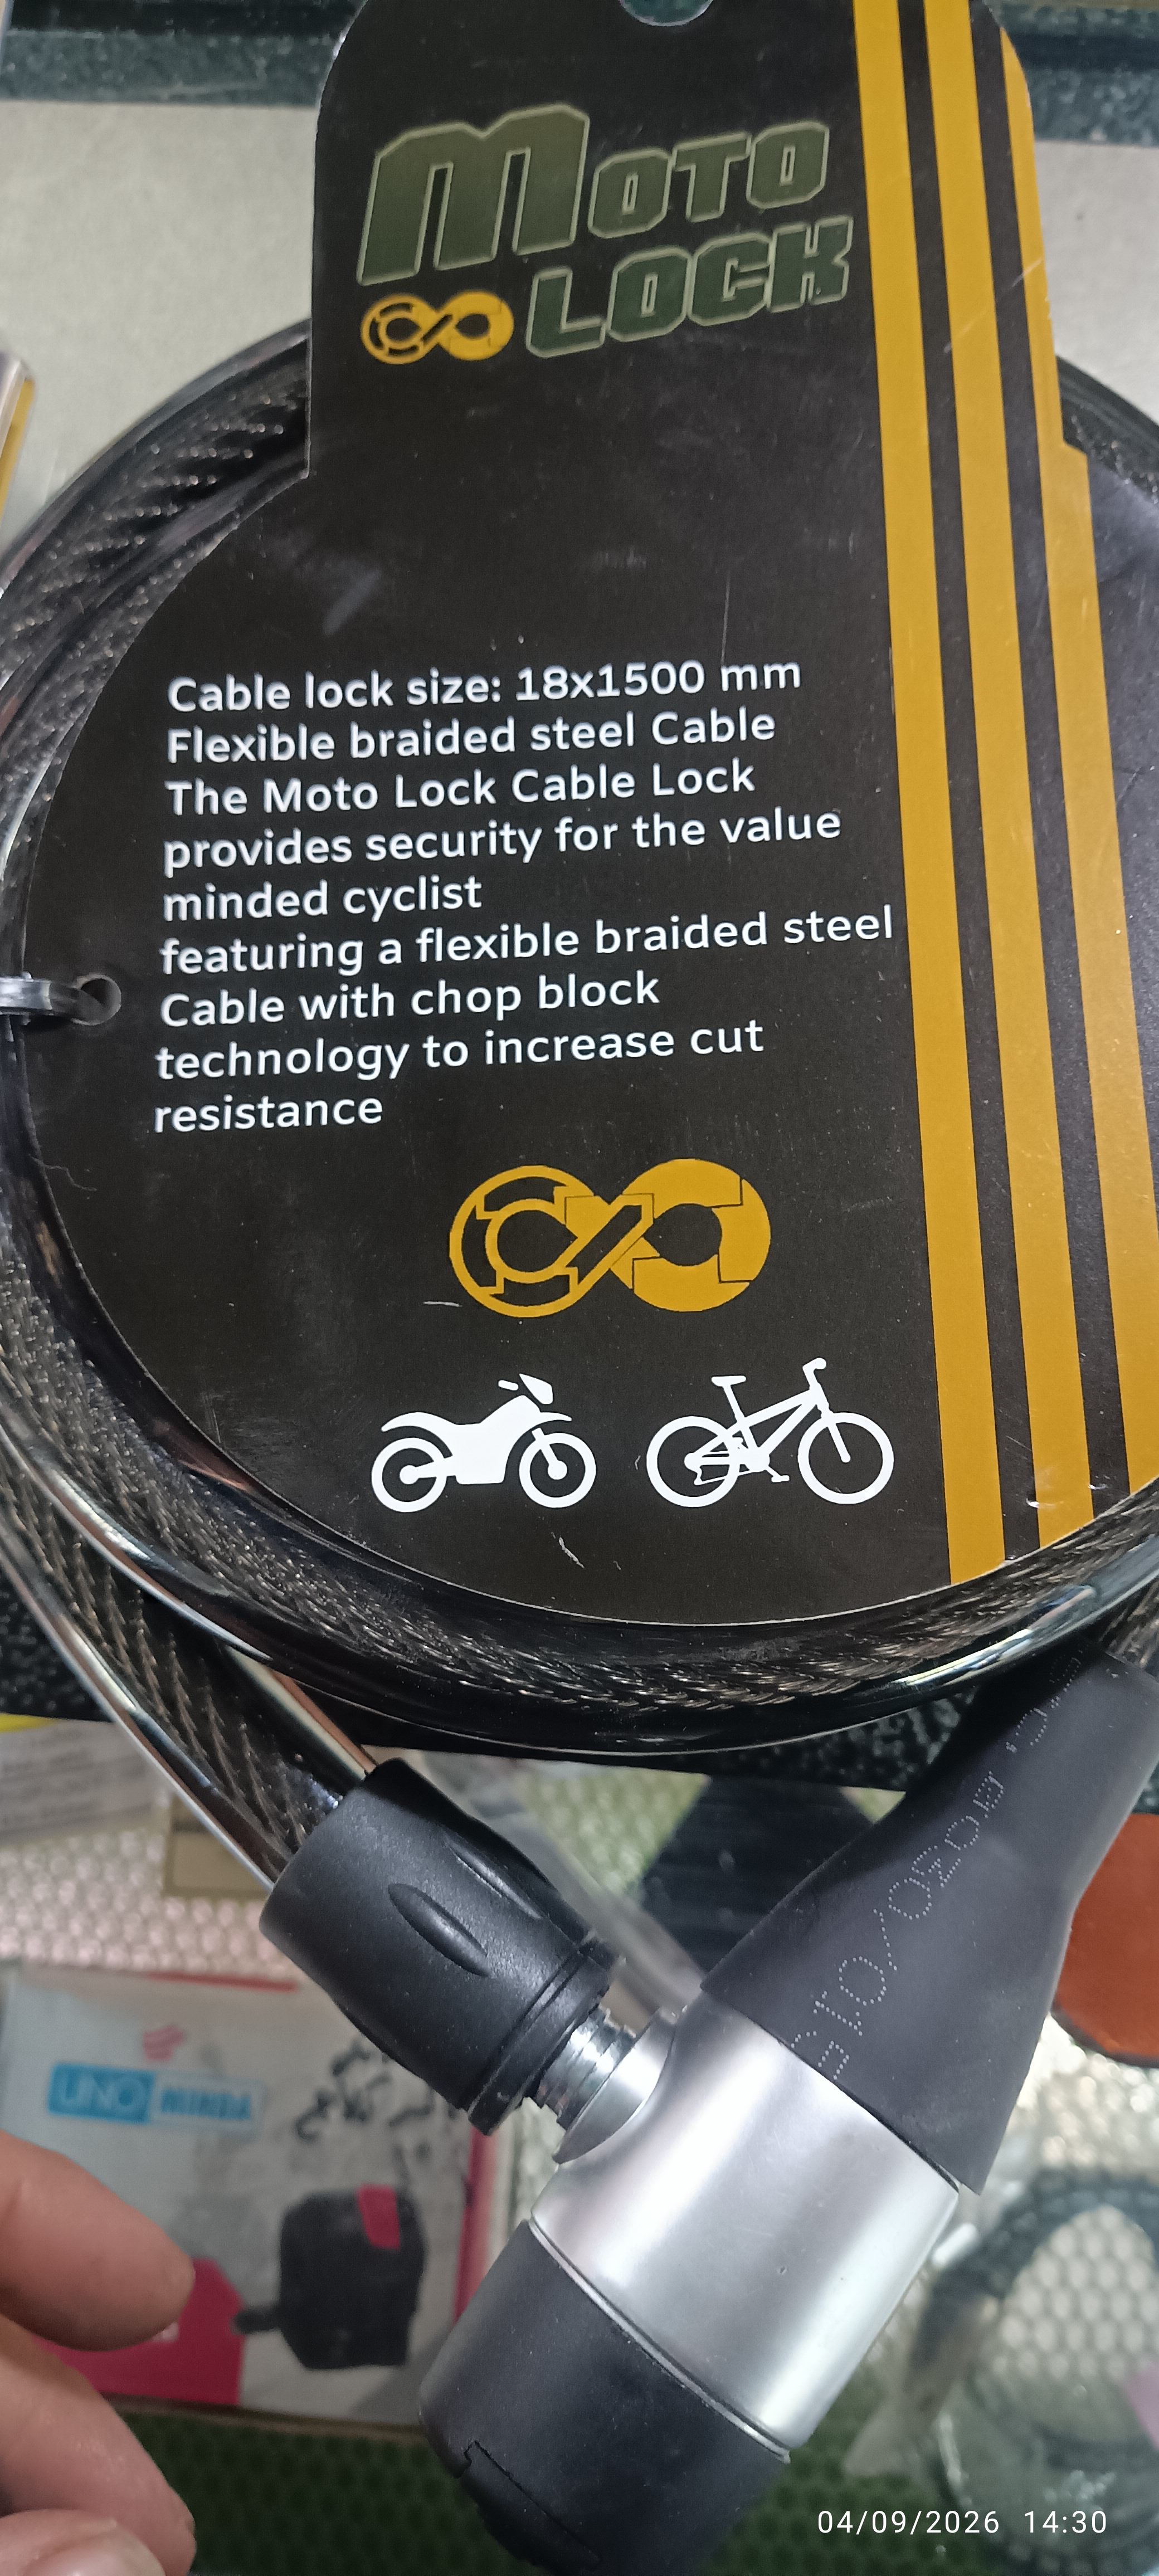 Moto
LOCK
Cable lock size: 18x1500 mm
Flexible braided steel Cable
The Moto Lock Cable Lock
provides security for the value
minded cyclist
featuring a flexible braided steel
Cable with chop block
technology to increase cut
resistance
UNO MINDA
04/09/2026 14:30